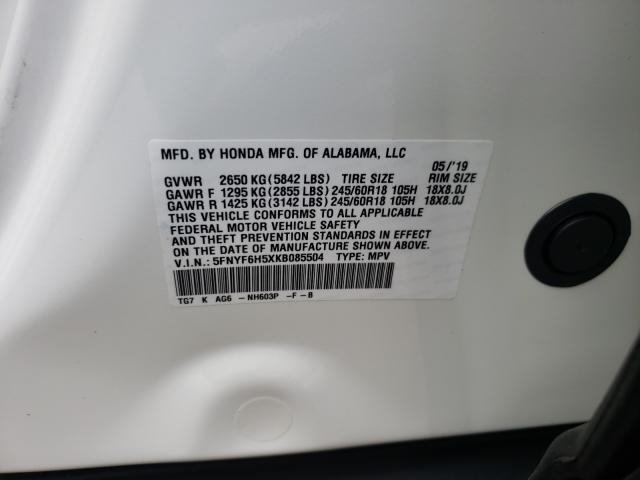 MFD. BY HONDA MFG. OF ALABAMA, LLC
05/'19
GVWR 2650 KG(5842 LBS) TIRE SIZE RIM SIZE
GAWR F 1295 KG(2855 LBS)245/60R18 105H 18X8.0J
GAWR R 1425 KG(3142 LBS)245/60R18 105H 18X8.0J
THIS VEHICLE CONFORMS TO ALL APPLICABLE
FEDERAL MOTOR VEHICLE SAFETY
AND THEFT PREVENTION STANDARDS IN EFFECT
ON THE DATE OF MANUFACTURE SHOWN ABOVE.
V.I.N.: 5FNYF6H5XKB085504 TYPE: MPV
TG7 K AG6 -NH603P -F-B